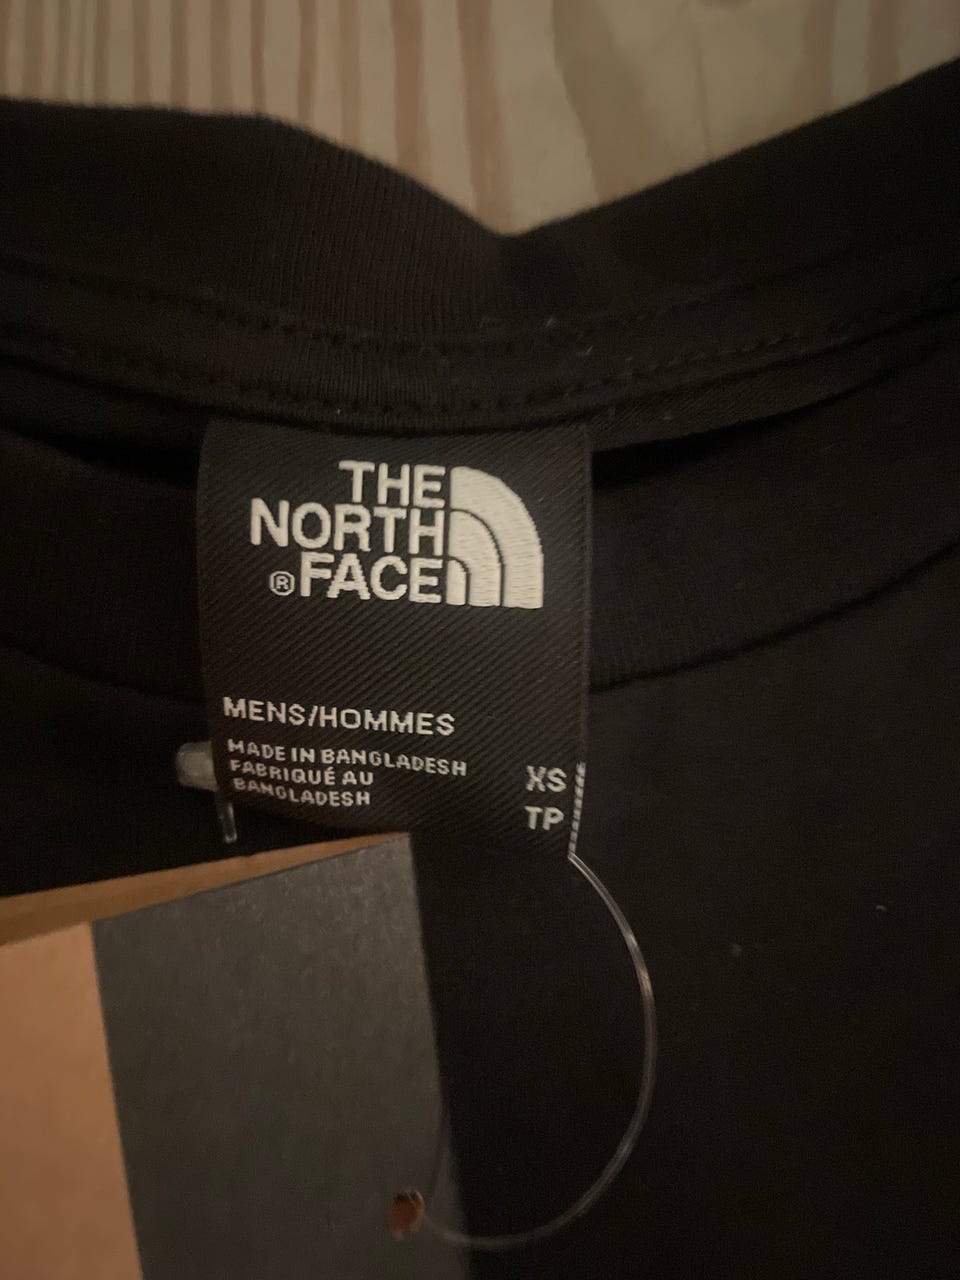 THE
NORTH
®FACE
MENS/HOMMES
MADE IN BANGLADESH
FABRIQUÉ AU
BANGLADESH
XS
TP